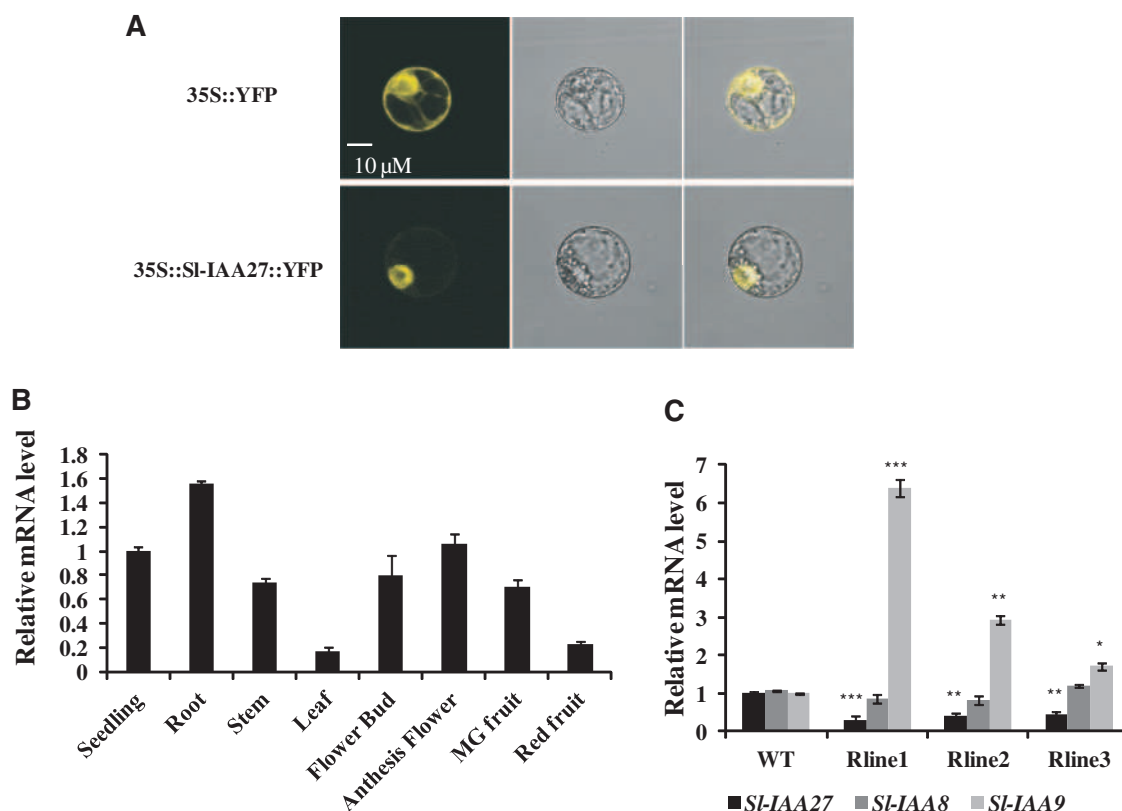 A
35S::YFP
10 µM
35S::Sl-IAA27::YFP
B
Relative mRNA level
1.8
1.6
1.4
1.2
1
0.8
0.6
0.4
0.2
0
Seedling
Root
Stem
Leaf
Flower Bud
Anthesis Flower
MG fruit
Red fruit
C
Relative mRNA level
7
6
5
4
3
2
1
0
***
***
**
**
**
*
WT
Rline1
Rline2
Rline3
Sl-IAA27 Sl-IAA8 Sl-IAA9